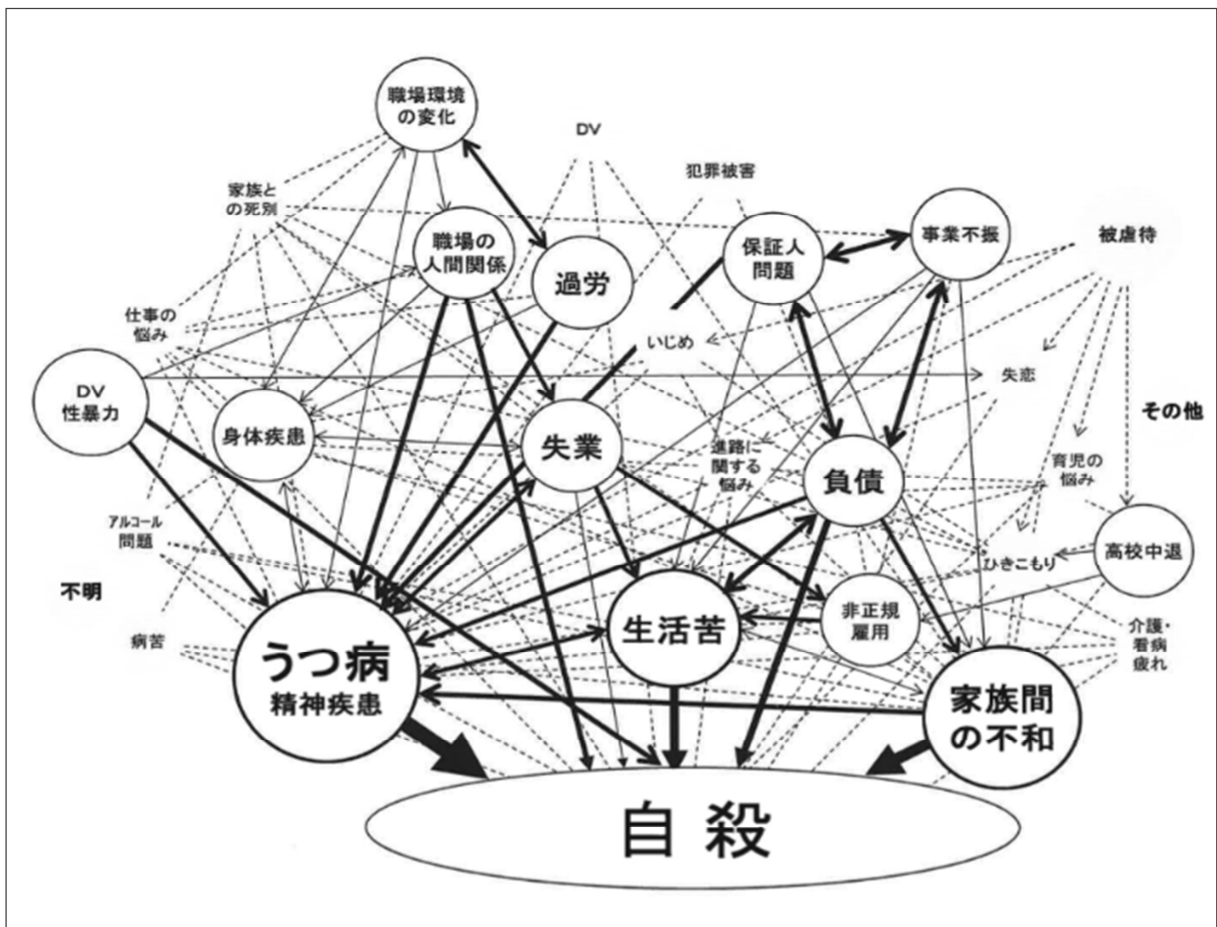 職場環境
の変化
DV
犯罪被害
家族と
の死別
職場の
人間関係
過労
保証人
問題
事業不振
被虐待
仕事の
悩み
いじめ
失恋
DV
性暴力
その他
身体疾患
失業
進路に
関する
悩み
負債
育児の
悩み
アルコール
問題
高校中退
ひきこもり
不明
病苦
うつ病
精神疾患
生活苦
非正規
雇用
介護・
看病
疲れ
家族間
の不和
自殺